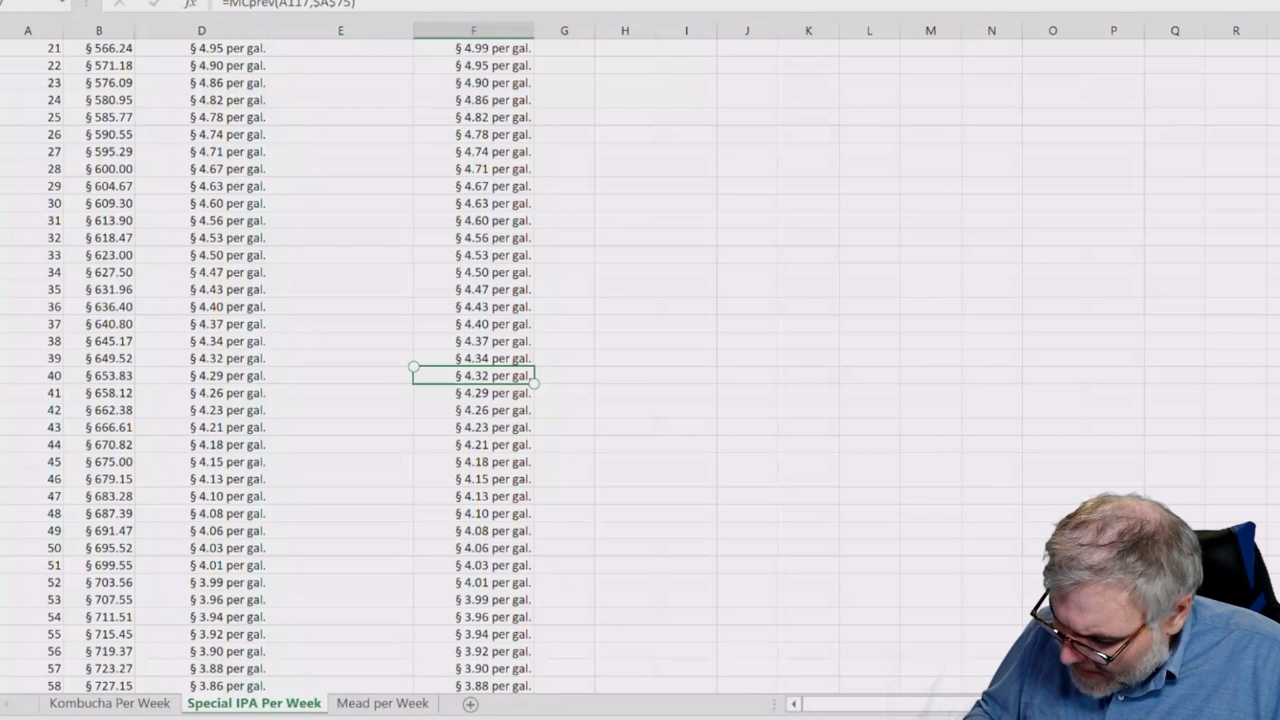 fx =MCprev(A117,$A$75)
A B D E F G H I J K L M N O P Q R
21 § 566.24 § 4.95 per gal. § 4.99 per gal.
22 § 571.18 § 4.90 per gal. § 4.95 per gal.
23 § 576.09 § 4.86 per gal. § 4.90 per gal.
24 § 580.95 § 4.82 per gal. § 4.86 per gal.
25 § 585.77 § 4.78 per gal. § 4.82 per gal.
26 § 590.55 § 4.74 per gal. § 4.78 per gal.
27 § 595.29 § 4.71 per gal. § 4.74 per gal.
28 § 600.00 § 4.67 per gal. § 4.71 per gal.
29 § 604.67 § 4.63 per gal. § 4.67 per gal.
30 § 609.30 § 4.60 per gal. § 4.63 per gal.
31 § 613.90 § 4.56 per gal. § 4.60 per gal.
32 § 618.47 § 4.53 per gal. § 4.56 per gal.
33 § 623.00 § 4.50 per gal. § 4.53 per gal.
34 § 627.50 § 4.47 per gal. § 4.50 per gal.
35 § 631.96 § 4.43 per gal. § 4.47 per gal.
36 § 636.40 § 4.40 per gal. § 4.43 per gal.
37 § 640.80 § 4.37 per gal. § 4.40 per gal.
38 § 645.17 § 4.34 per gal. § 4.37 per gal.
39 § 649.52 § 4.32 per gal. § 4.34 per gal.
40 § 653.83 § 4.29 per gal. § 4.32 per gal.
41 § 658.12 § 4.26 per gal. § 4.29 per gal.
42 § 662.38 § 4.23 per gal. § 4.26 per gal.
43 § 666.61 § 4.21 per gal. § 4.23 per gal.
44 § 670.82 § 4.18 per gal. § 4.21 per gal.
45 § 675.00 § 4.15 per gal. § 4.18 per gal.
46 § 679.15 § 4.13 per gal. § 4.15 per gal.
47 § 683.28 § 4.10 per gal. § 4.13 per gal.
48 § 687.39 § 4.08 per gal. § 4.10 per gal.
49 § 691.47 § 4.06 per gal. § 4.08 per gal.
50 § 695.52 § 4.03 per gal. § 4.06 per gal.
51 § 699.55 § 4.01 per gal. § 4.03 per gal.
52 § 703.56 § 3.99 per gal. § 4.01 per gal.
53 § 707.55 § 3.96 per gal. § 3.99 per gal.
54 § 711.51 § 3.94 per gal. § 3.96 per gal.
55 § 715.45 § 3.92 per gal. § 3.94 per gal.
56 § 719.37 § 3.90 per gal. § 3.92 per gal.
57 § 723.27 § 3.88 per gal. § 3.90 per gal.
58 § 727.15 § 3.86 per gal. § 3.88 per gal.
Kombucha Per Week Special IPA Per Week Mead per Week